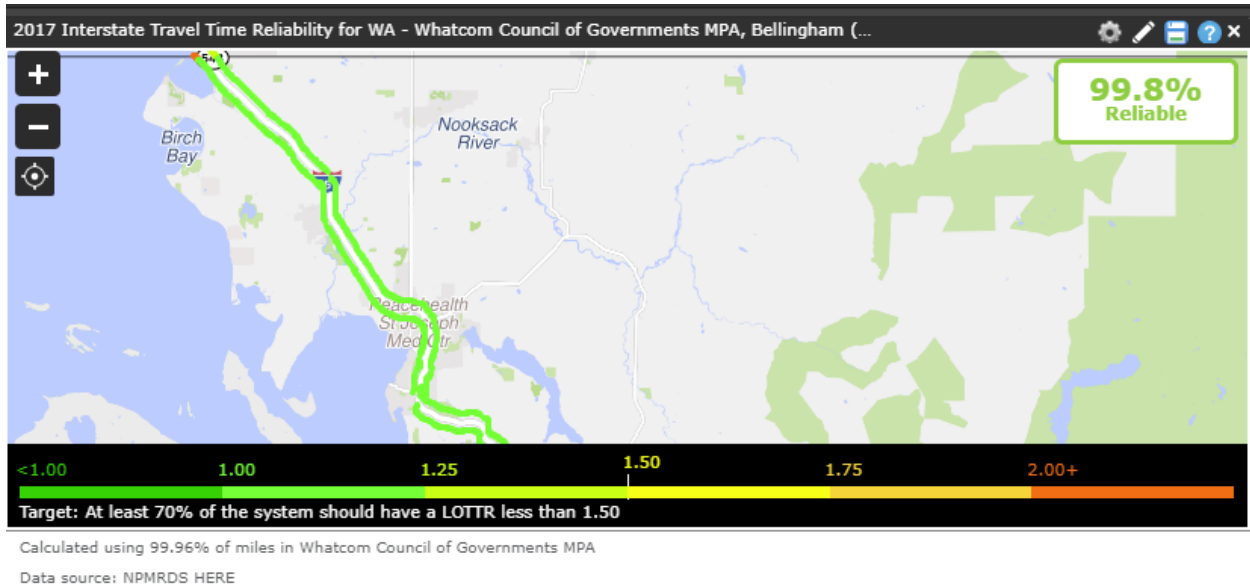 2017 Interstate Travel Time Reliability for WA - Whatcom Council of Governments MPA, Bellingham (...
99.8%
Reliable
Nooksack
River
Birch
Bay
Peacehealth
St Joseph
Med Ctr
<1.00 1.00 1.25 1.50 1.75 2.00+
Target: At least 70% of the system should have a LOTTR less than 1.50
Calculated using 99.96% of miles in Whatcom Council of Governments MPA
Data source: NPMRDS HERE